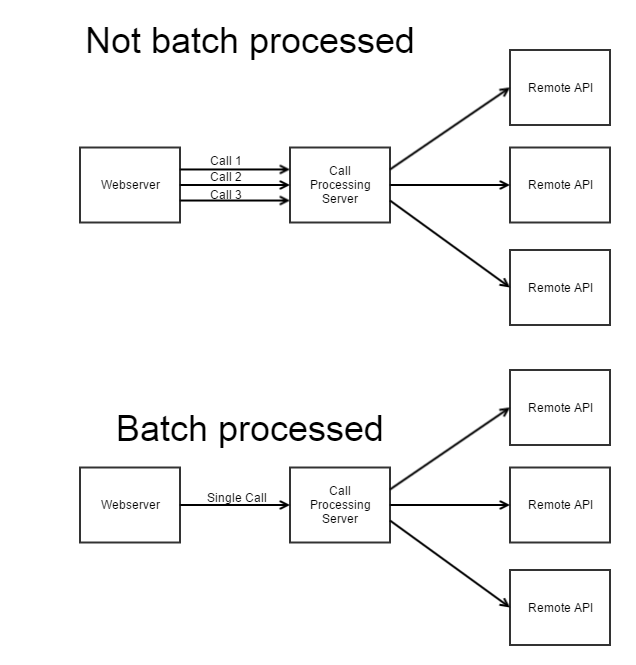 Not batch processed
Remote API
Call 1
Call 2
Call 3
Webserver
Call
Processing
Server
Remote API
Remote API
Batch processed
Remote API
Single Call
Webserver
Call
Processing
Server
Remote API
Remote API